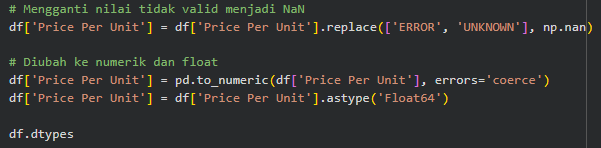 # Mengganti nilai tidak valid menjadi NaN
df['Price Per Unit'] = df['Price Per Unit'].replace(['ERROR', 'UNKNOWN'], np.nan)
# Diubah ke numerik dan float
df['Price Per Unit'] = pd.to_numeric(df['Price Per Unit'], errors='coerce')
df['Price Per Unit'] = df['Price Per Unit'].astype('Float64')
df.dtypes